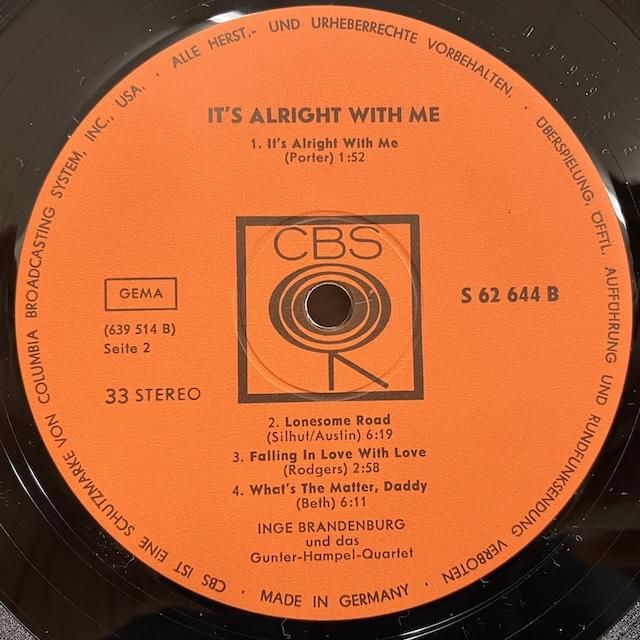 CBS IST EINE SCHUTZMARKE VON COLUMBIA BROADCASTING SYSTEM, INC., USA. · ALLE HERST.- UND URHEBERRECHTE VORBEHALTEN. · ÜBERSPIELUNG, ÖFFTL. AUFFÜHRUNG UND RUNDFUNKSENDUNG VERBOTEN · MADE IN GERMANY ·
IT'S ALRIGHT WITH ME
1. It's Alright With Me
(Porter) 1:52
CBS
GEMA
(639 514 B)
Seite 2
33 STEREO
S 62 644 B
2. Lonesome Road
(Silhut/Austin) 6:19
3. Falling In Love With Love
(Rodgers) 2:58
4. What's The Matter, Daddy
(Beth) 6:11
INGE BRANDENBURG
und das
Gunter-Hampel-Quartet